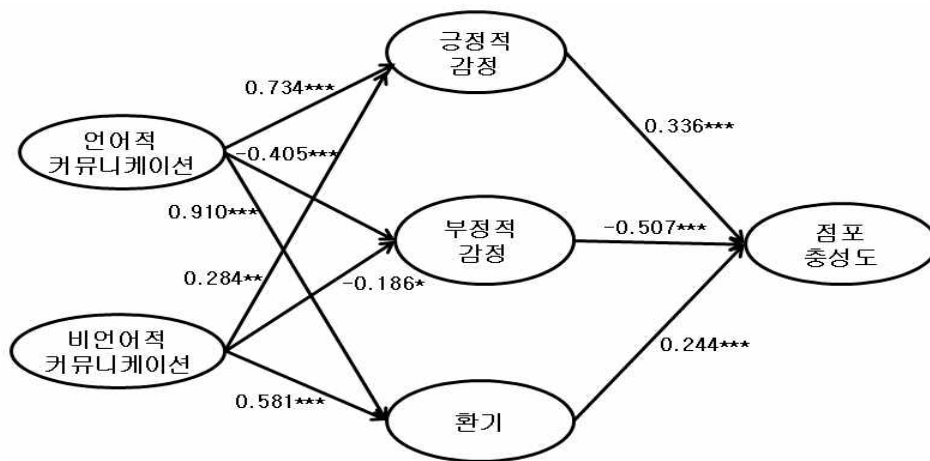 긍정적
감정
0.734***
0.336***
언어적
커뮤니케이션
-0.405***
0.910***
부정적
감정
-0.507***
점포
충성도
0.284**
-0.186*
비언어적
커뮤니케이션
0.244***
0.581***
환기